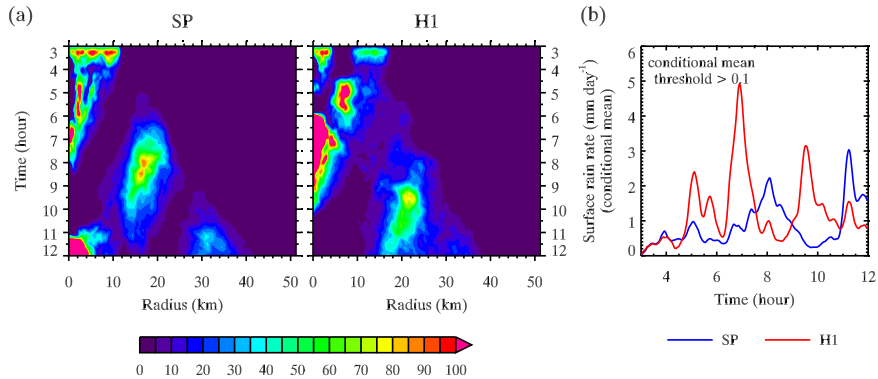 (a)
SP
H1
(b)
3
4
5
6
7
8
9
10
11
12
Time (hour)
0 10 20 30 40 50
Radius (km)
0 10 20 30 40 50
Radius (km)
3
4
5
6
7
8
9
10
11
12
0 10 20 30 40 50 60 70 80 90 100
conditional mean
threshold > 0.1
6
5
4
3
2
1
0
Surface rain rate (mm day-1)
(conditional mean)
4 6 8 10 12
Time (hour)
SP H1